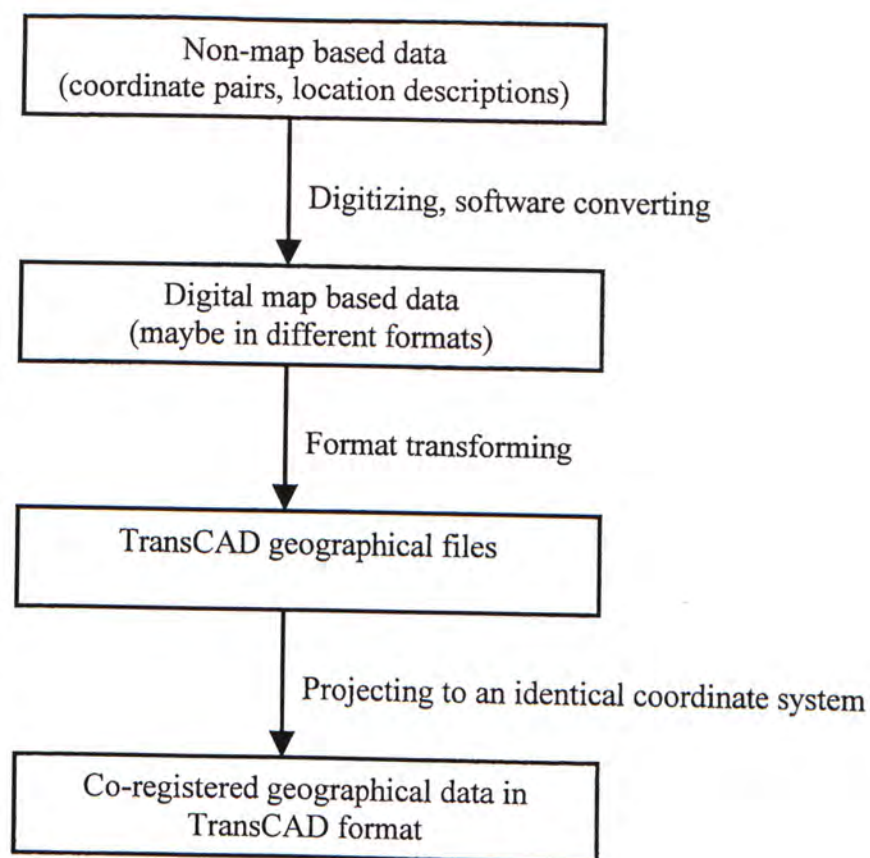 Non-map based data
(coordinate pairs, location descriptions)
Digitizing, software converting
Digital map based data
(maybe in different formats)
Format transforming
TransCAD geographical files
Projecting to an identical coordinate system
Co-registered geographical data in
TransCAD format